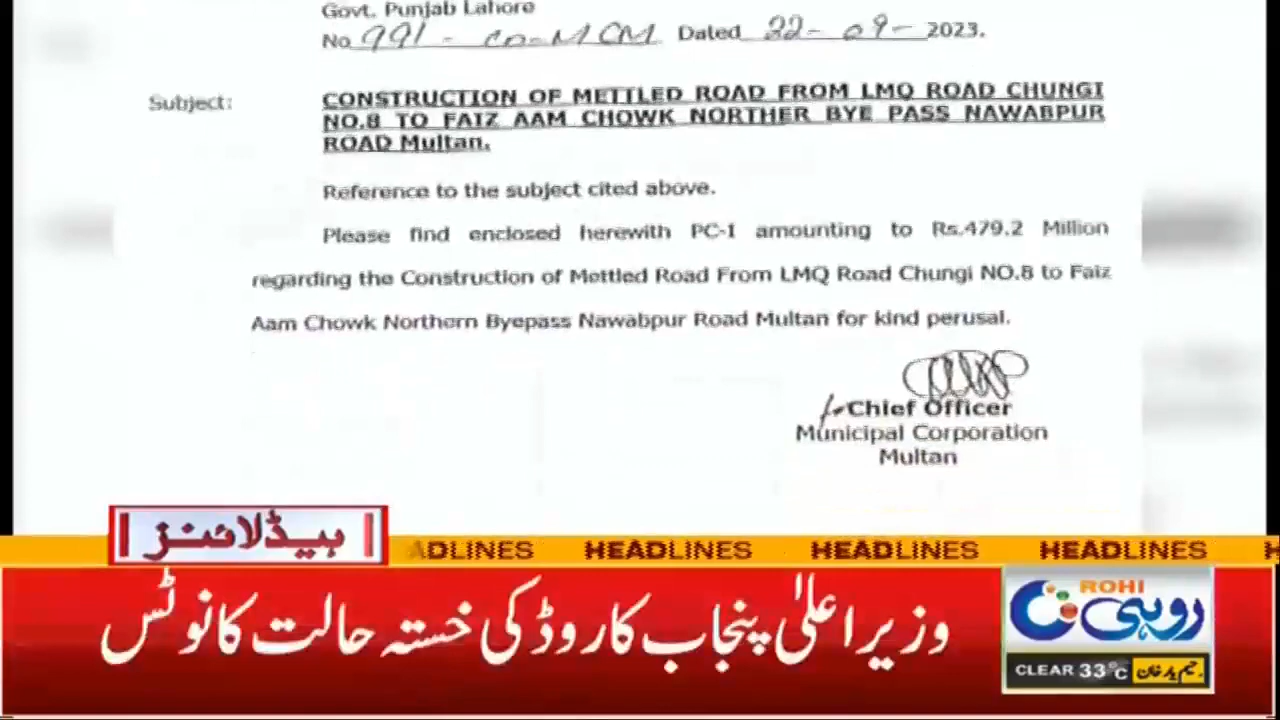 Govt. Punjab Lahore
No 991 - CO-MCM Dated 22-09-2023.
Subject: CONSTRUCTION OF METTLED ROAD FROM LMQ ROAD CHUNGI
NO.8 TO FAIZ AAM CHOWK NORTHER BYE PASS NAWABPUR
ROAD Multan.
Reference to the subject cited above.
Please find enclosed herewith PC-1 amounting to Rs.479.2 Million
regarding the Construction of Mettled Road From LMQ Road Chungi NO.8 to Faiz
Aam Chowk Northern Byepass Nawabpur Road Multan for kind perusal.
Chief Officer
Municipal Corporation
Multan
ہیڈلائنز
ADLINES HEADLINES HEADLINES HEADLINES H
وزیراعلیٰ پنجاب کا روڈ کی خستہ حالت کا نوٹس
ROHI
روہی
CLEAR 33°C رحیم یار خان